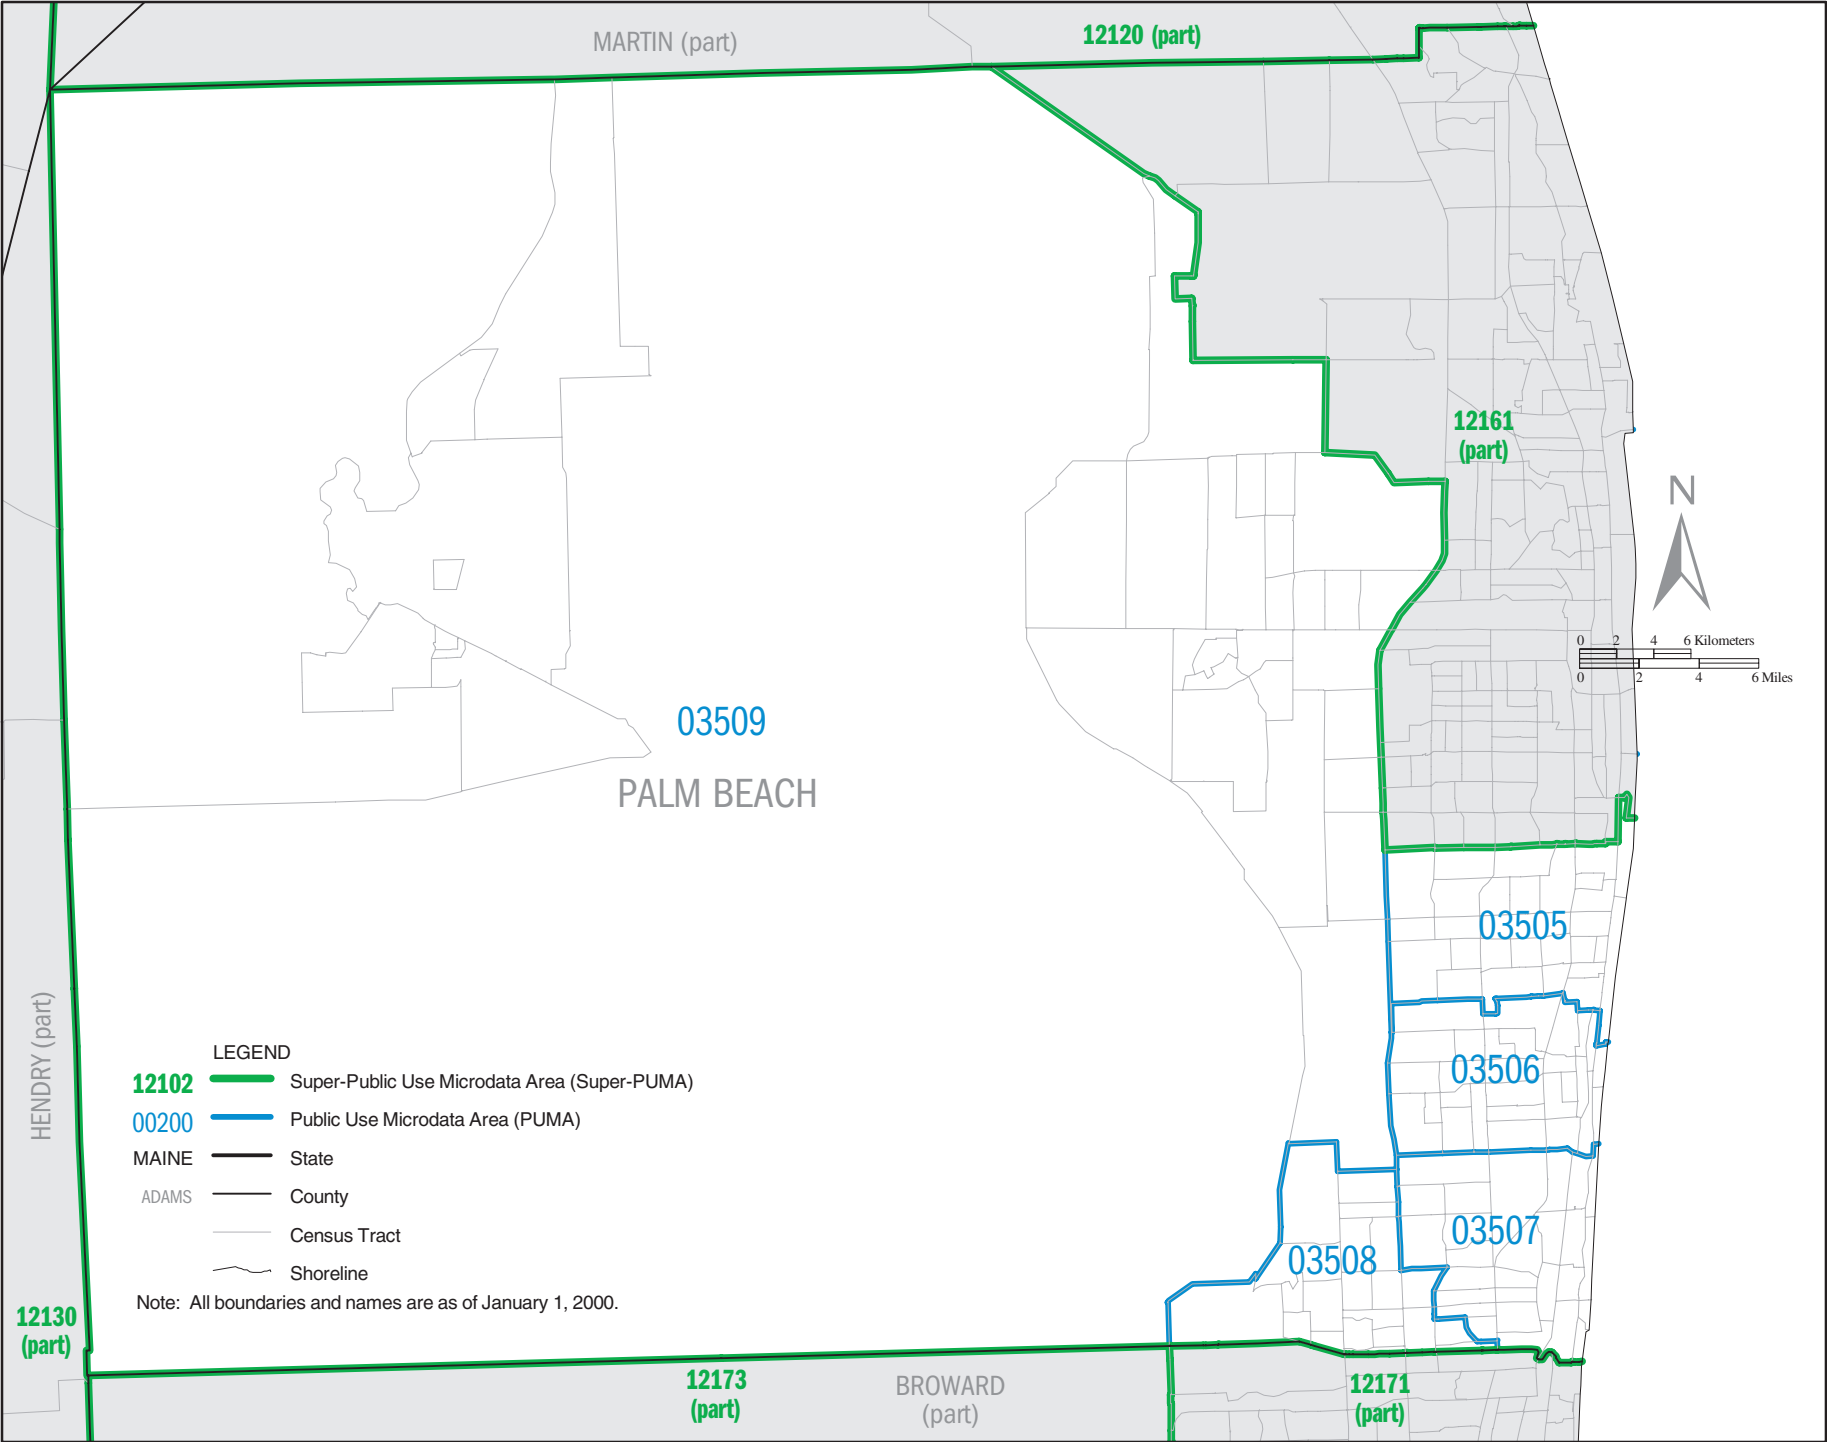 MARTIN (part)
12120 (part)
12161
(part)
N
0 2 4 6 Kilometers
0 2 4 6 Miles
03509
PALM BEACH
03505
03506
03507
03508
HENDRY (part)
LEGEND
12102 Super-Public Use Microdata Area (Super-PUMA)
00200 Public Use Microdata Area (PUMA)
MAINE State
ADAMS County
Census Tract
Shoreline
Note: All boundaries and names are as of January 1, 2000.
12130
(part)
12173
(part)
BROWARD
(part)
12171
(part)